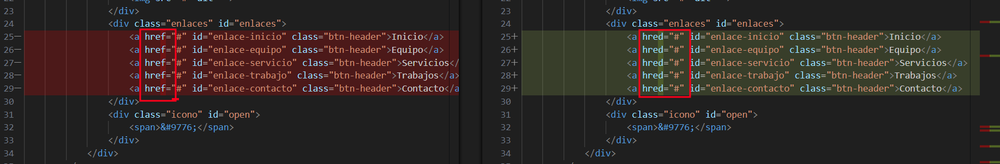 23 </div>
24 <div class="enlaces" id="enlaces">
25— <a href="#" id="enlace-inicio" class="btn-header">Inicio</a>
26— <a href="#" id="enlace-equipo" class="btn-header">Equipo</a>
27— <a href="#" id="enlace-servicio" class="btn-header">Servicios</
28— <a href="#" id="enlace-trabajo" class="btn-header">Trabajos</a>
29— <a href="#" id="enlace-contacto" class="btn-header">Contacto</a
30 </div>
31 <div class="icono" id="open">
32 <span>&#9776;</span>
33 </div>
34 </div>
23 </div>
24 <div class="enlaces" id="enlaces">
25+ <a hred="#" id="enlace-inicio" class="btn-header">Inicio</a>
26+ <a hred="#" id="enlace-equipo" class="btn-header">Equipo</a>
27+ <a hred="#" id="enlace-servicio" class="btn-header">Servicios</a>
28+ <a hred="#" id="enlace-trabajo" class="btn-header">Trabajos</a>
29+ <a hred="#" id="enlace-contacto" class="btn-header">Contacto</a>
30 </div>
31 <div class="icono" id="open">
32 <span>&#9776;</span>
33 </div>
34 </div>